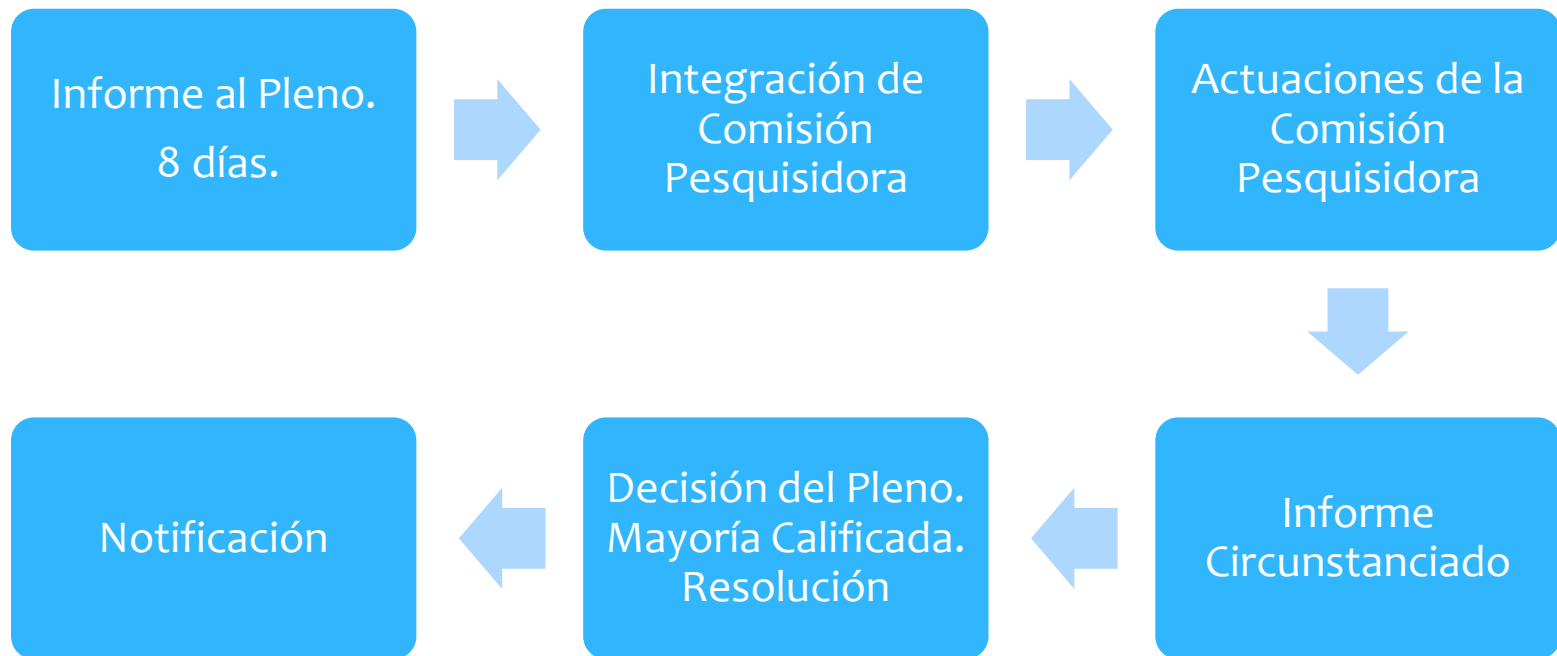 Informe al Pleno.
8 días.
Integración de
Comisión
Pesquisidora
Actuaciones de la
Comisión
Pesquisidora
Informe
Circunstanciado
Decisión del Pleno.
Mayoría Calificada.
Resolución
Notificación